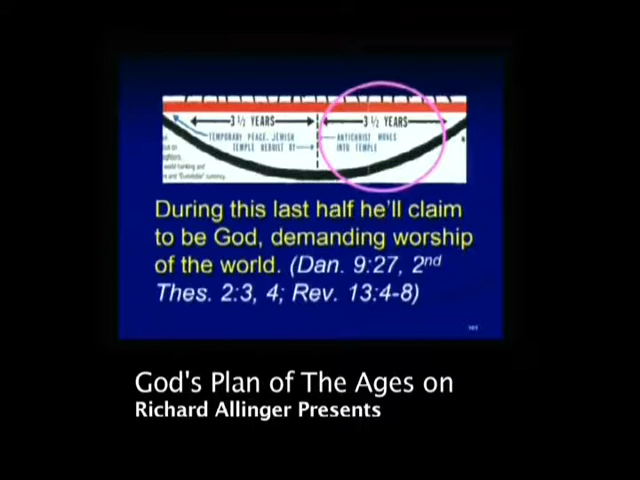 3 ½ YEARS 3 ½ YEARS
TEMPORARY PEACE, JEWISH ANTICHRIST MOVES
TEMPLE REBUILT BY INTO TEMPLE
During this last half he'll claim
to be God, demanding worship
of the world. (Dan. 9:27, 2nd
Thes. 2:3, 4; Rev. 13:4-8)
God's Plan of The Ages on
Richard Allinger Presents